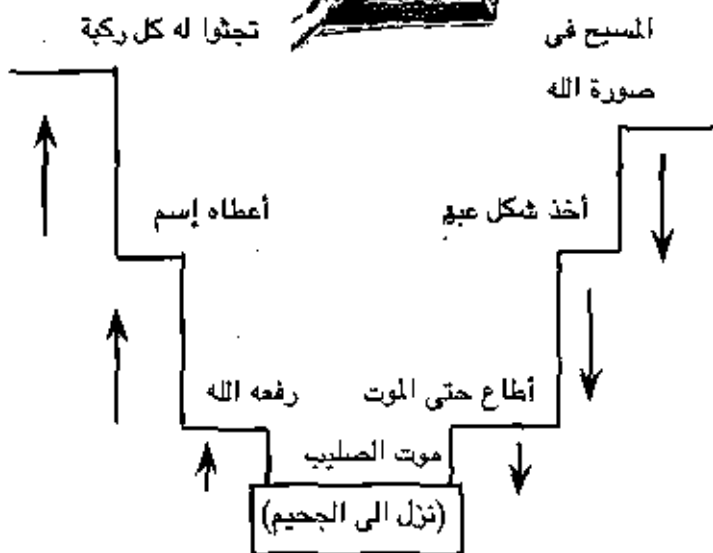 المسيح فى
صورة الله
أخذ شكل عبد
أطاع حتى الموت
موت الصليب
(نزل الى الجحيم)
رفعه الله
أعطاه إسم
تجثوا له كل ركبة